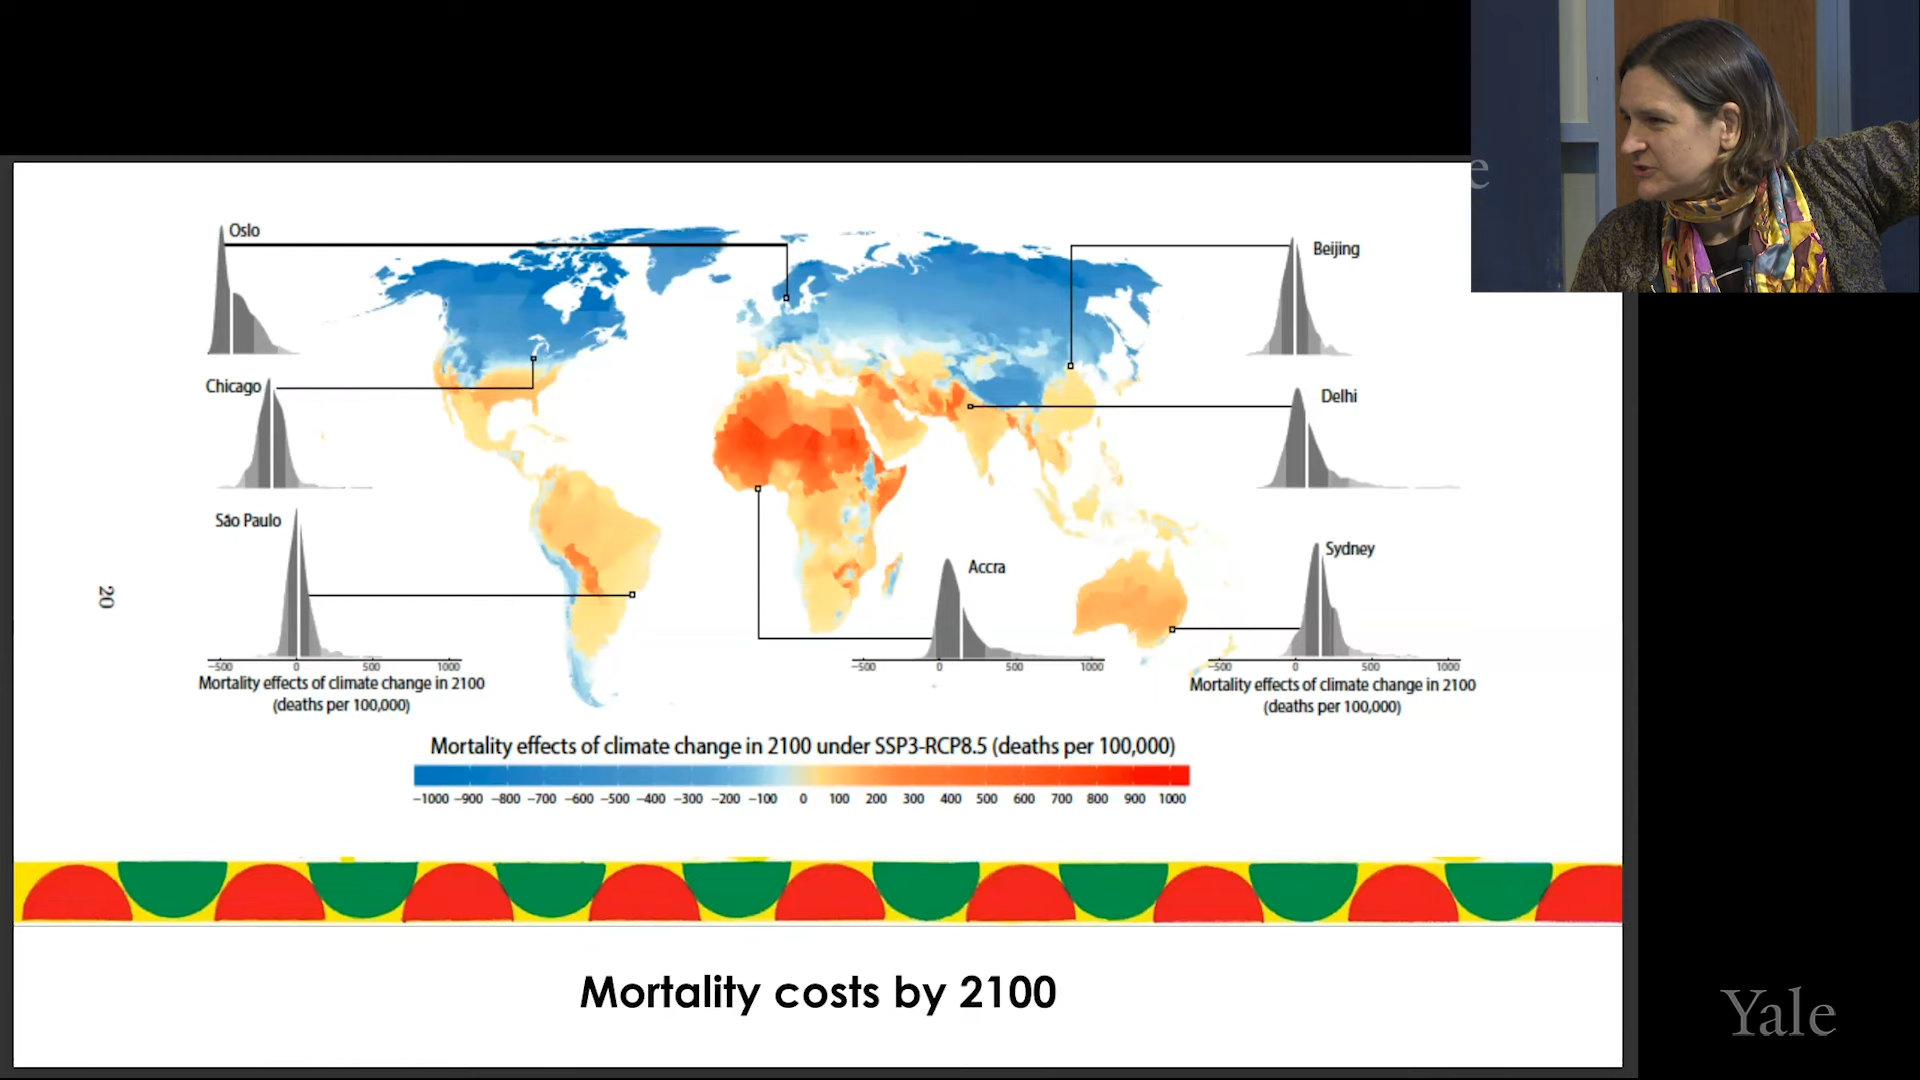 e
Oslo
Beijing
Chicago
Delhi
São Paulo
Sydney
Accra
20
−500 0 500 1000
Mortality effects of climate change in 2100
(deaths per 100,000)
−500 0 500 1000
−500 0 500 1000
Mortality effects of climate change in 2100
(deaths per 100,000)
Mortality effects of climate change in 2100 under SSP3-RCP8.5 (deaths per 100,000)
−1000 −900 −800 −700 −600 −500 −400 −300 −200 −100 0 100 200 300 400 500 600 700 800 900 1000
Mortality costs by 2100
Yale